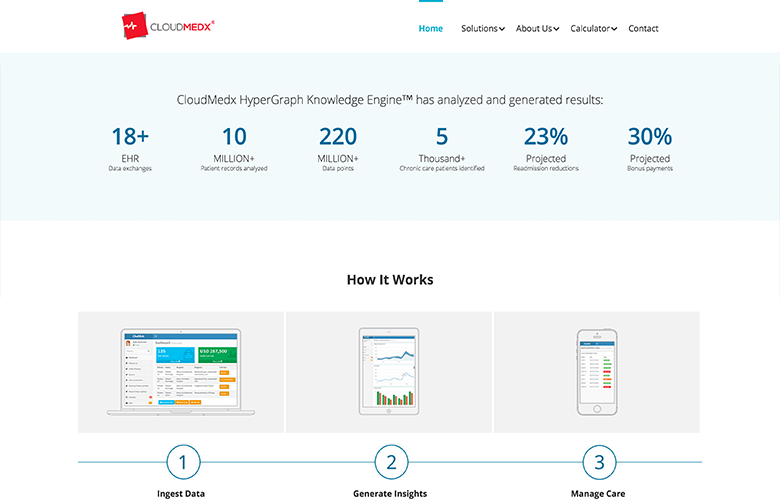 CLOUDMEDX®
Home Solutions About Us Calculator Contact
CloudMedx HyperGraph Knowledge Engine™ has analyzed and generated results:
18+ 10 220 5 23% 30%
EHR MILLION+ MILLION+ Thousand+ Projected Projected
Data exchanges Patient records analyzed Data points Chronic care patients identified Readmission reductions Bonus payments
How It Works
135 USD 267,500
1 2 3
Ingest Data Generate Insights Manage Care